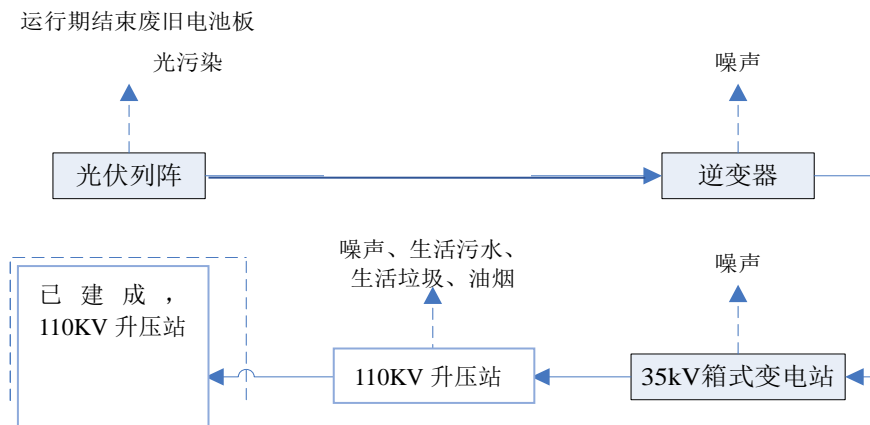 运行期结束废旧电池板
光污染
噪声
光伏列阵
逆变器
噪声、生活污水、
生活垃圾、油烟
噪声
已建成，
110KV 升压站
110KV 升压站
35kV箱式变电站